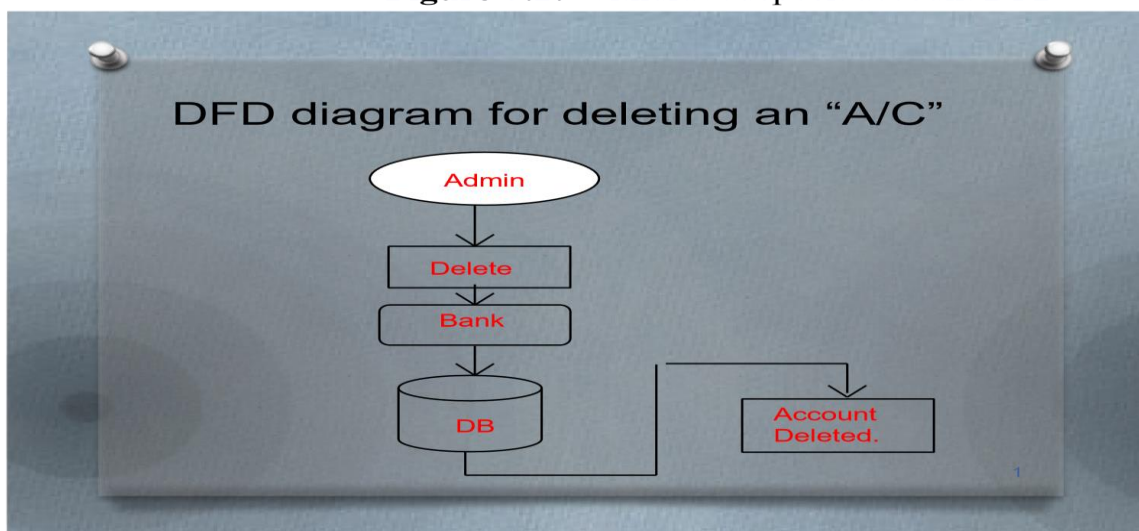 DFD diagram for deleting an “A/C”
Admin
Delete
Bank
DB
Account
Deleted.
1